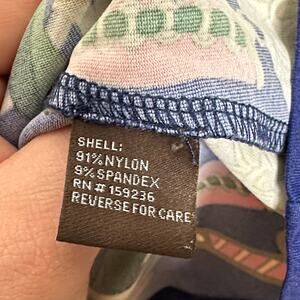 SHELL:
91% NYLON
9% SPANDEX
RN # 159236
REVERSE FOR CARE